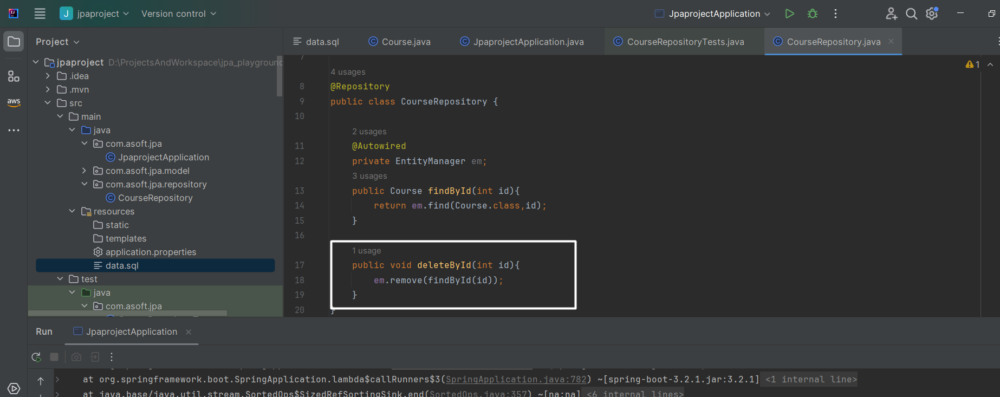 J jpaproject Version control JpaprojectApplication
Project
data.sql Course.java JpaprojectApplication.java CourseRepositoryTests.java CourseRepository.java
jpaproject D:\ProjectsAndWorkspace\jpa_playground
.idea
.mvn
src
main
java
com.asoft.jpa
JpaprojectApplication
com.asoft.jpa.model
com.asoft.jpa.repository
CourseRepository
resources
static
templates
application.properties
data.sql
test
java
com.asoft.jpa
aws
1
7
4 usages
8 @Repository
9 public class CourseRepository {
10
2 usages
11 @Autowired
12 private EntityManager em;
3 usages
13 public Course findById(int id){
14 return em.find(Course.class,id);
15 }
16
1 usage
17 public void deleteById(int id){
18 em.remove(findById(id));
19 }
20 }
Run JpaprojectApplication
at org.springframework.boot.SpringApplication.lambda$callRunners$3(SpringApplication.java:782) ~[spring-boot-3.2.1.jar:3.2.1] <1 internal line>
at java.base/java.util.stream.SortedOps$SizedRefSortingSink.end(SortedOps.java:357) ~[na:na] <6 internal lines>